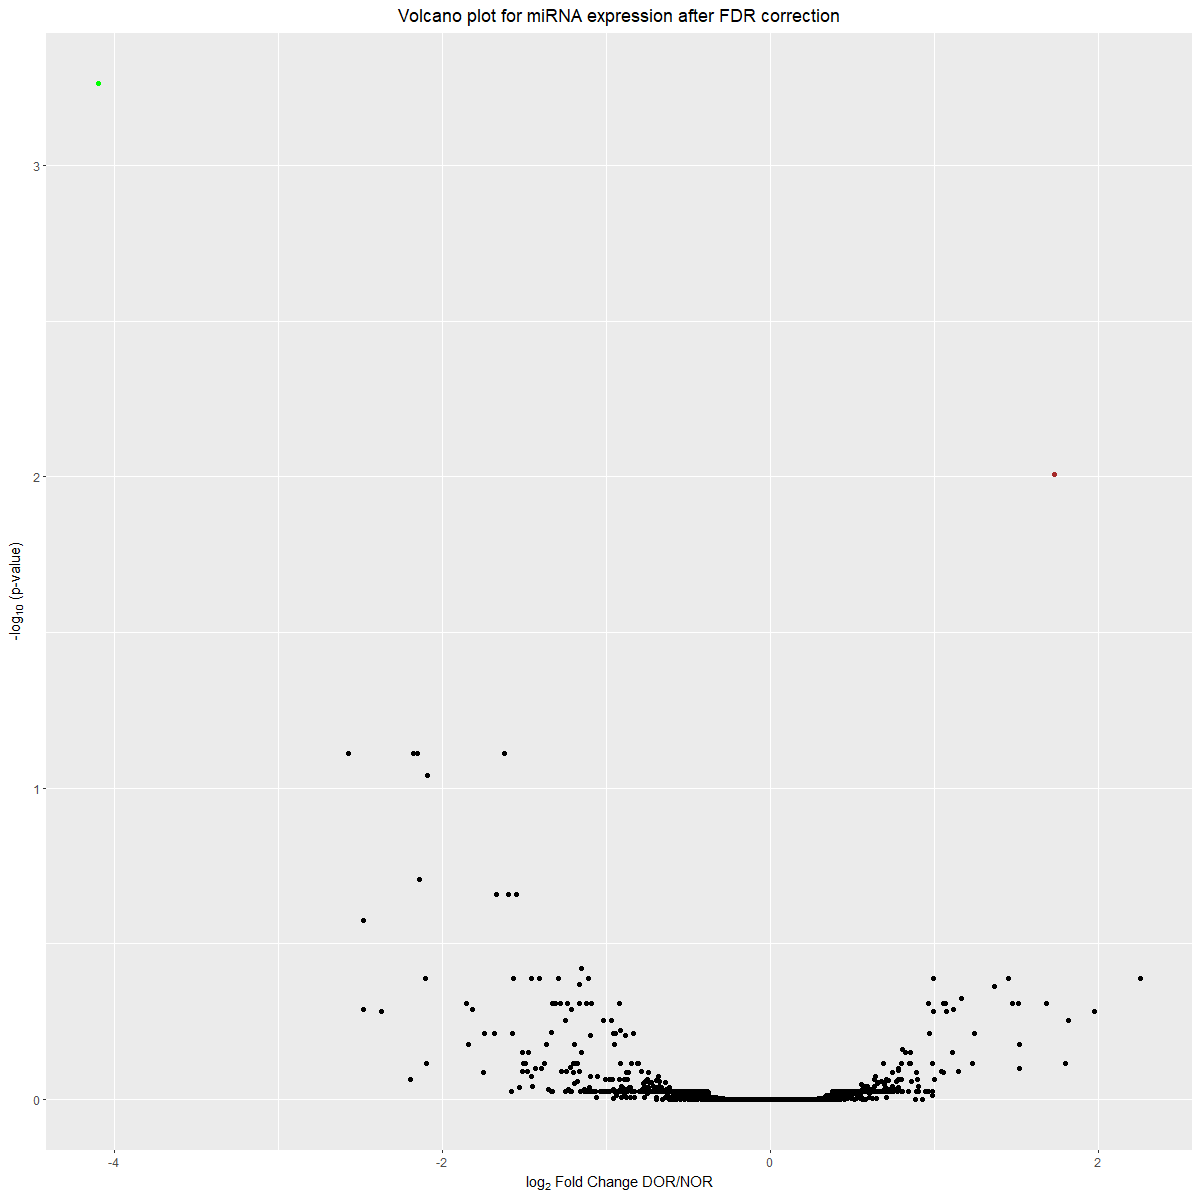 Volcano plot for miRNA expression after FDR correction
3
2
1
0
-log10 (p-value)
-4
-2
0
2
log2 Fold Change DOR/NOR